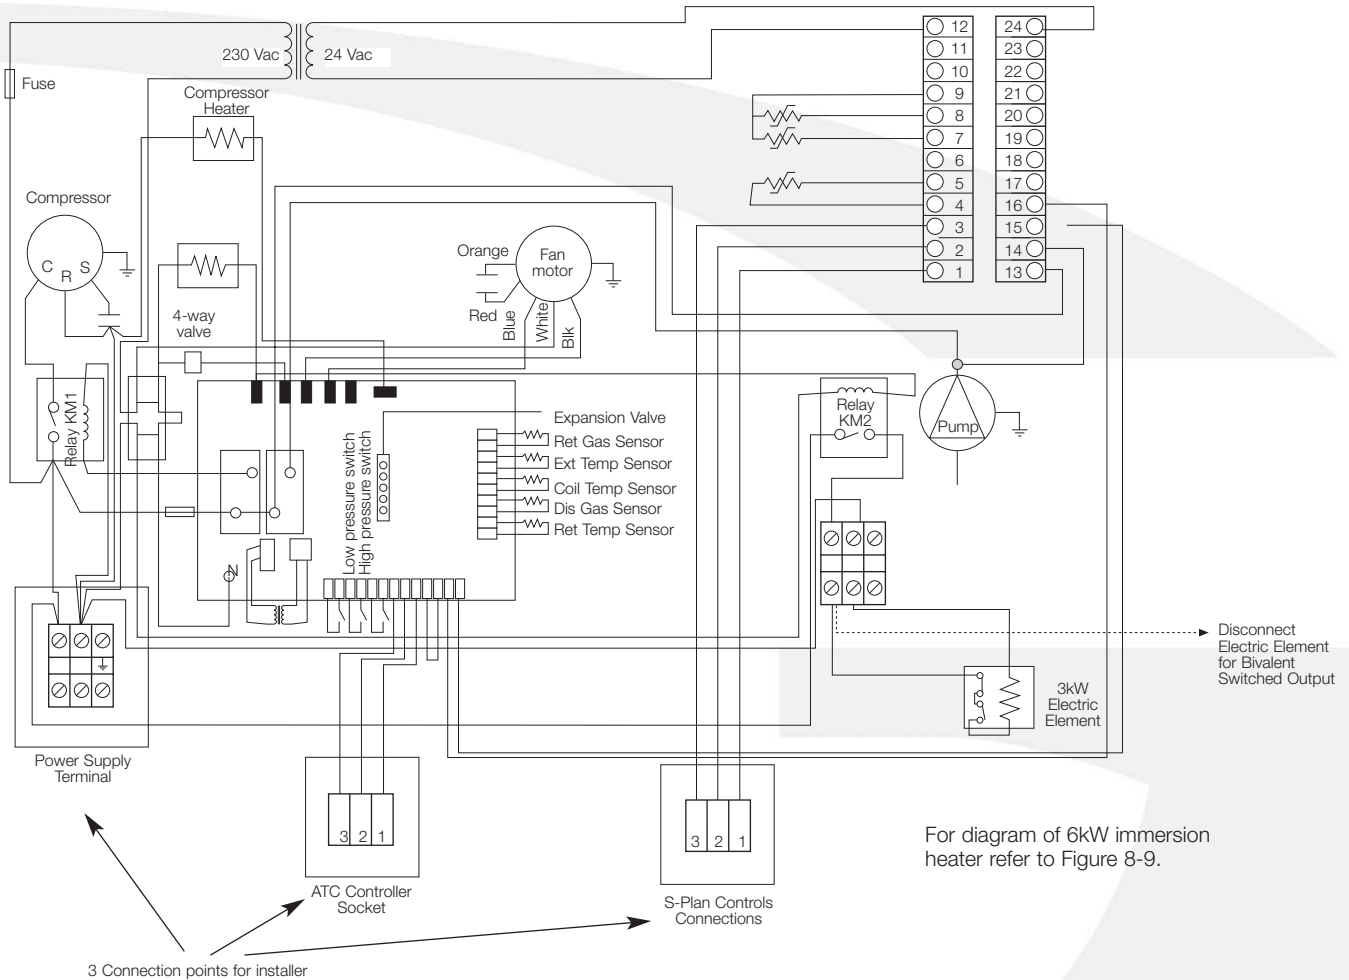 230 Vac
24 Vac
Fuse
Compressor
Heater
12
11
10
9
8
7
6
5
4
3
2
1
24
23
22
21
20
19
18
17
16
15
14
13
Compressor
C
R
S
Orange
Red
Blue
White
Blk
Fan
motor
4-way
valve
Relay KM1
Relay
KM2
Pump
Expansion Valve
Ret Gas Sensor
Ext Temp Sensor
Coil Temp Sensor
Dis Gas Sensor
Ret Temp Sensor
Low pressure switch
High pressure switch
N
Disconnect
Electric Element
for Bivalent
Switched Output
3kW
Electric
Element
Power Supply
Terminal
3 2 1
ATC Controller
Socket
3 2 1
S-Plan Controls
Connections
For diagram of 6kW immersion
heater refer to Figure 8-9.
3 Connection points for installer